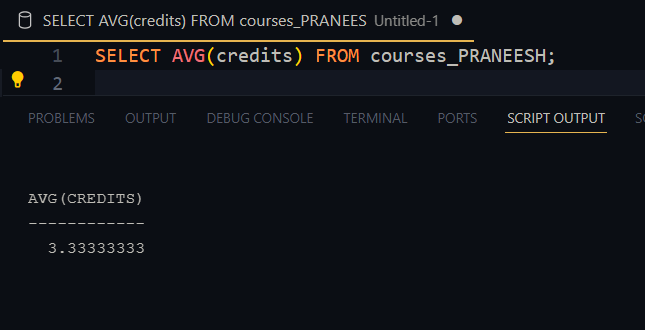 SELECT AVG(credits) FROM courses_PRANEES Untitled-1
1 SELECT AVG(credits) FROM courses_PRANEESH;
2
PROBLEMS OUTPUT DEBUG CONSOLE TERMINAL PORTS SCRIPT OUTPUT
AVG(CREDITS)
------------
3.33333333